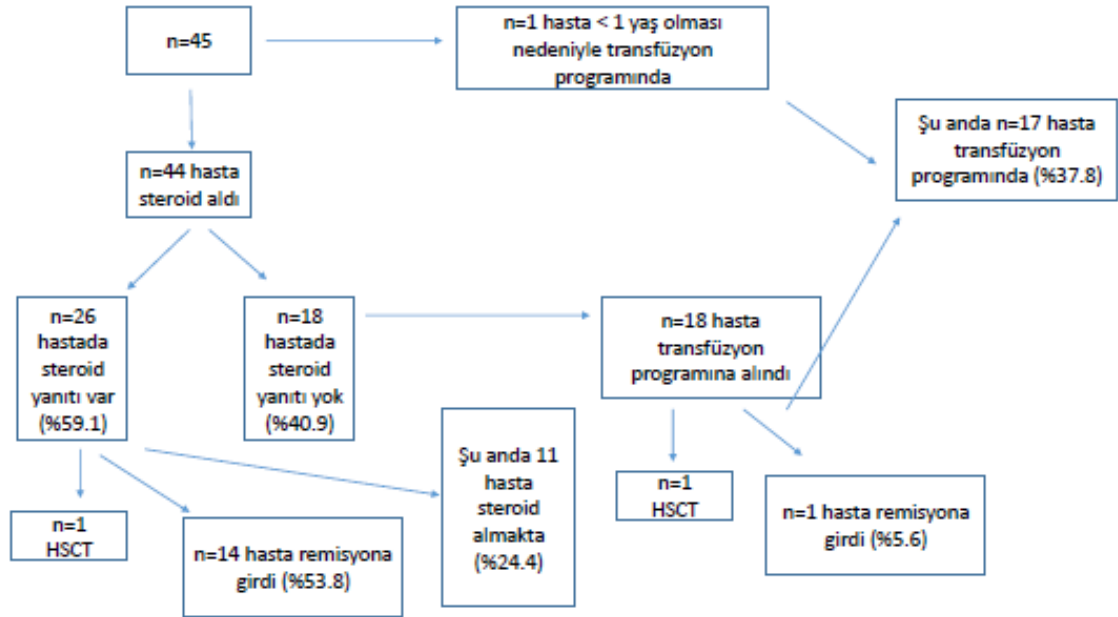 n=45
n=1 hasta < 1 yaş olması
nedeniyle transfüzyon
programında
Şu anda n=17 hasta
transfüzyon
programında (%37.8)
n=44 hasta
steroid aldı
n=26
hastada
steroid
yanıtı var
(%59.1)
n=18
hastada
steroid
yanıtı yok
(%40.9)
n=18 hasta
transfüzyon
programına alındı
Şu anda 11
hasta
steroid
almakta
(%24.4)
n=1
HSCT
n=14 hasta remisyona
girdi (%53.8)
n=1
HSCT
n=1 hasta remisyona
girdi (%5.6)